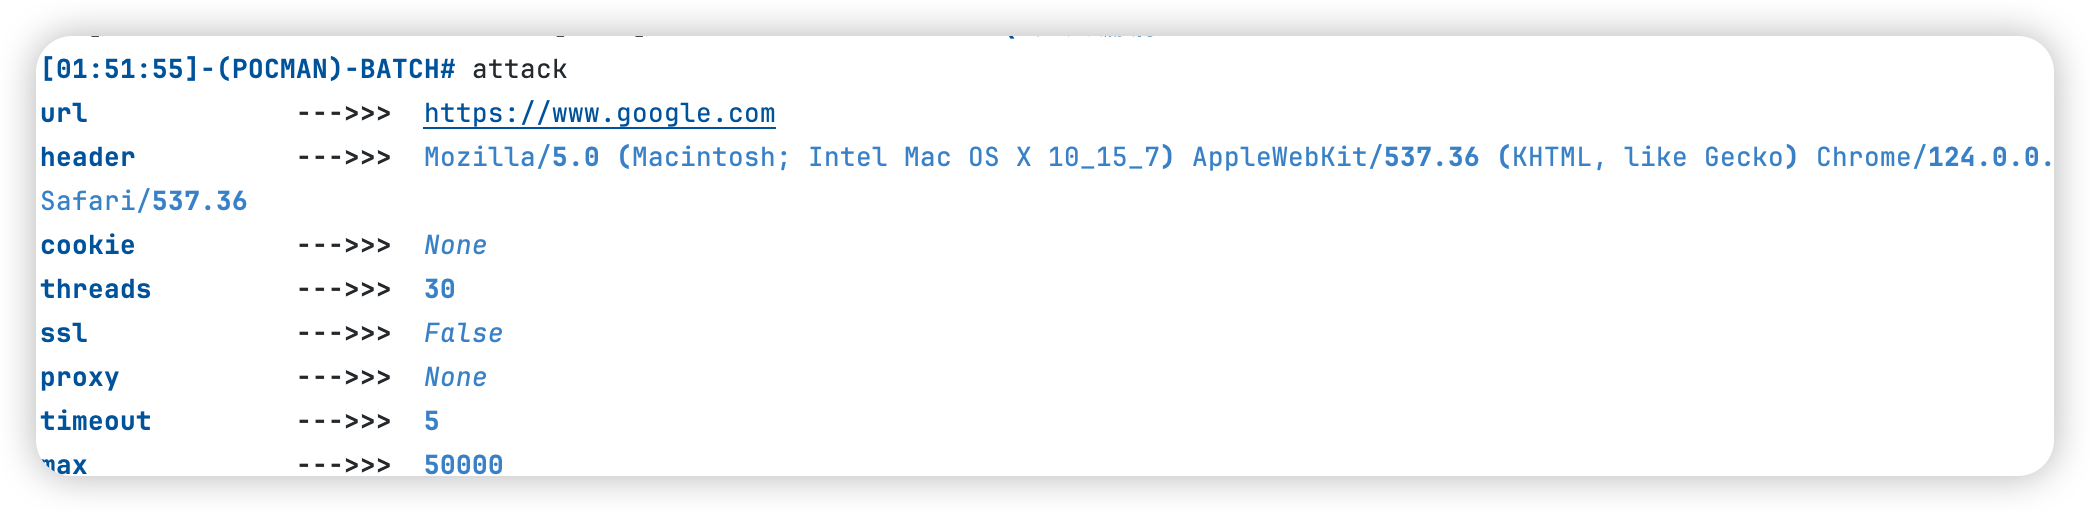 [01:51:55]-(POCMAN)-BATCH# attack
url --->>> https://www.google.com
header --->>> Mozilla/5.0 (Macintosh; Intel Mac OS X 10_15_7) AppleWebKit/537.36 (KHTML, like Gecko) Chrome/124.0.0.
Safari/537.36
cookie --->>> None
threads --->>> 30
ssl --->>> False
proxy --->>> None
timeout --->>> 5
max --->>> 50000